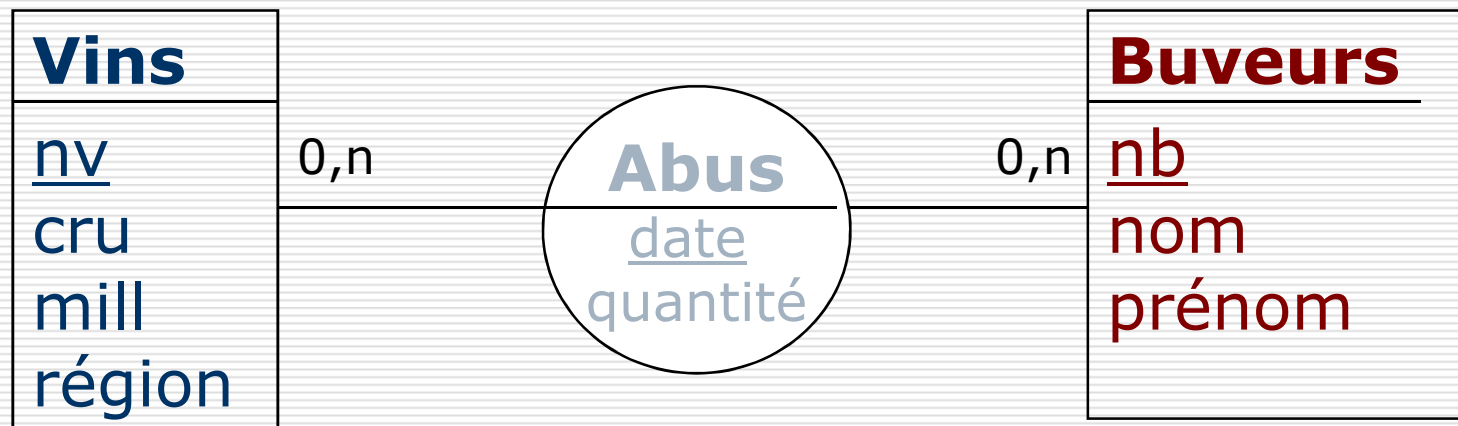 Vins
nv
cru
mill
région
0,n
Abus
date
quantité
0,n
Buveurs
nb
nom
prénom